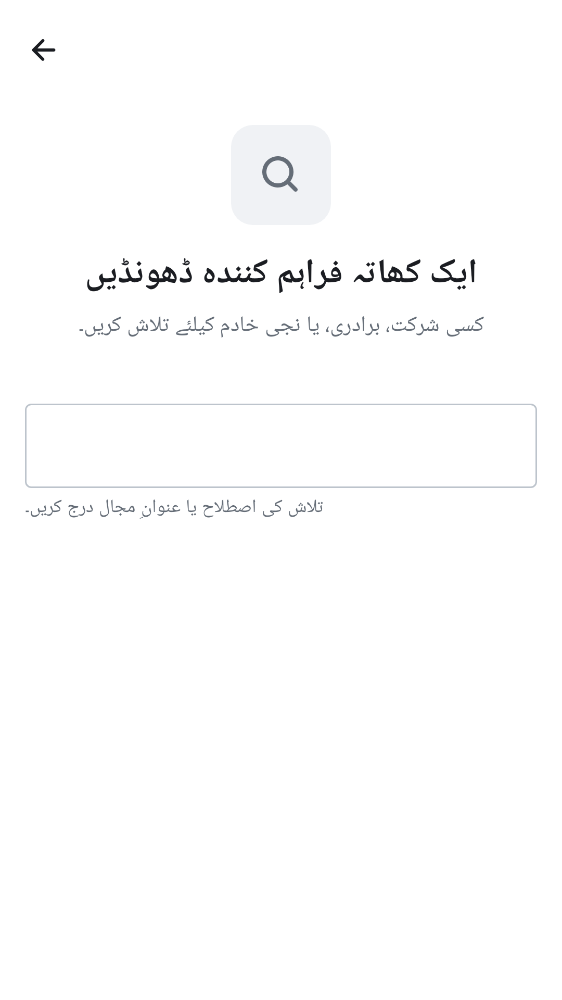 ایک کھاتہ فراہم کنندہ ڈھونڈیں
کسی شرکت، برادری، یا نجی خادم کیلئے تلاش کریں۔
تلاش کی اصطلاح یا عنوانِ مجال درج کریں۔